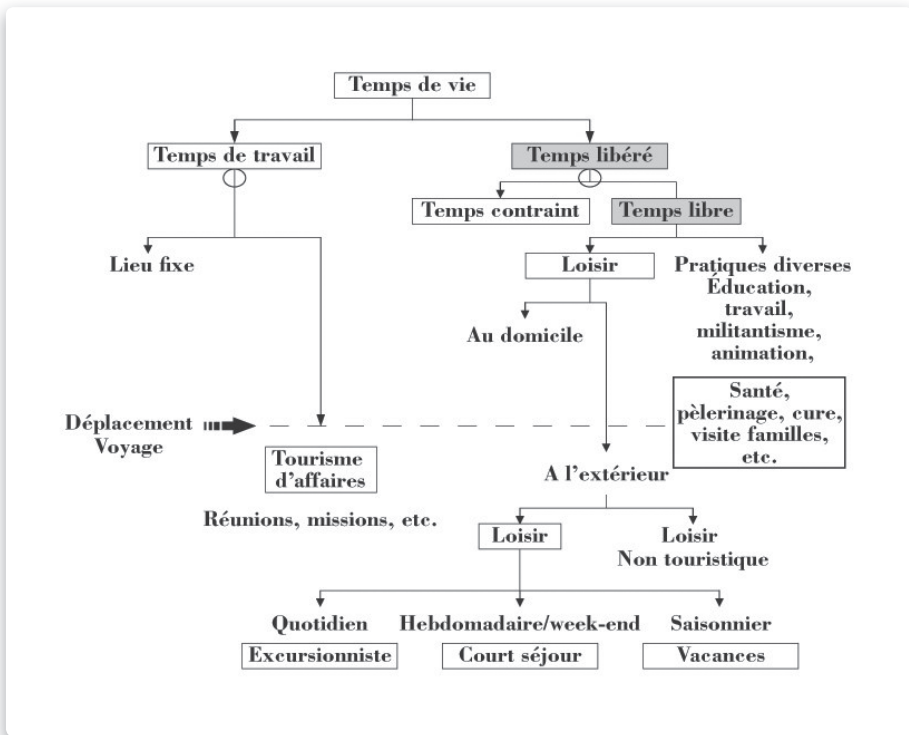 Temps de vie
Temps de travail
Temps libéré
Temps contraint
Temps libre
Lieu fixe
Loisir
Pratiques diverses
Éducation,
travail,
militantisme,
animation,
Au domicile
Santé,
pèlerinage, cure,
visite familles,
etc.
Déplacement
Voyage
Tourisme
d'affaires
A l'extérieur
Réunions, missions, etc.
Loisir
Loisir
Non touristique
Quotidien
Hebdomadaire/week-end
Saisonnier
Excursionniste
Court séjour
Vacances